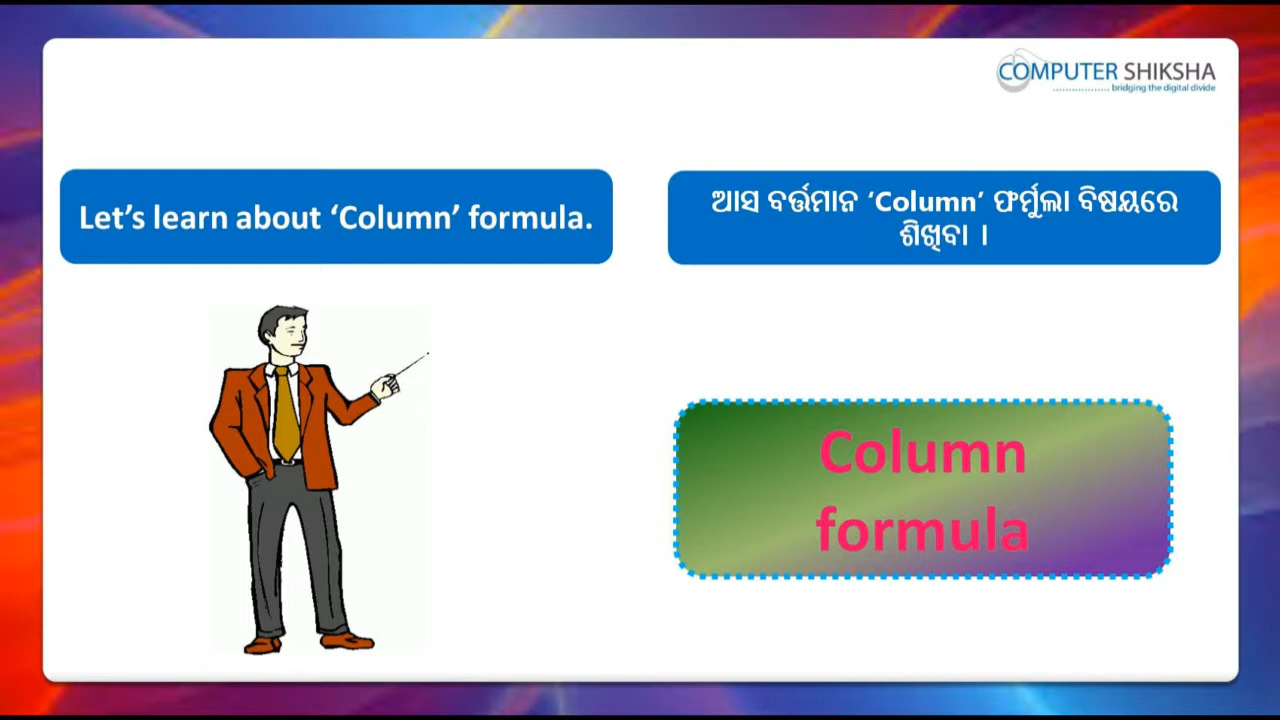 COMPUTER SHIKSHA
.................. bridging the digital divide
Let’s learn about ‘Column’ formula.
ଆସ ବର୍ତ୍ତମାନ ‘Column’ ଫର୍ମୁଲା ବିଷୟରେ
ଶିଖିବା ।
Column
formula